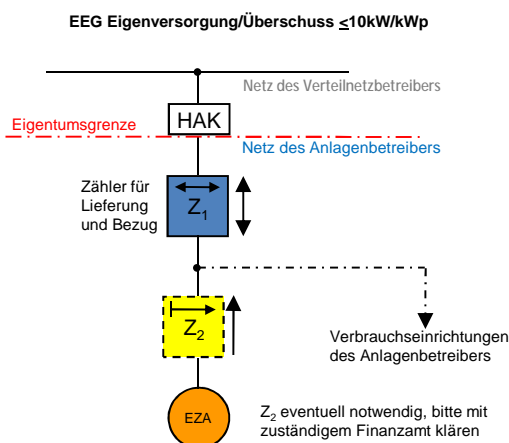 EEG Eigenversorgung/Überschuss <10kW/kWp
Netz des Verteilnetzbetreibers
HAK
Eigentumsgrenze
Netz des Anlagenbetreibers
Zähler für
Lieferung
und Bezug
Z1
Z2
Verbrauchseinrichtungen
des Anlagenbetreibers
EZA
Z2 eventuell notwendig, bitte mit
zuständigem Finanzamt klären